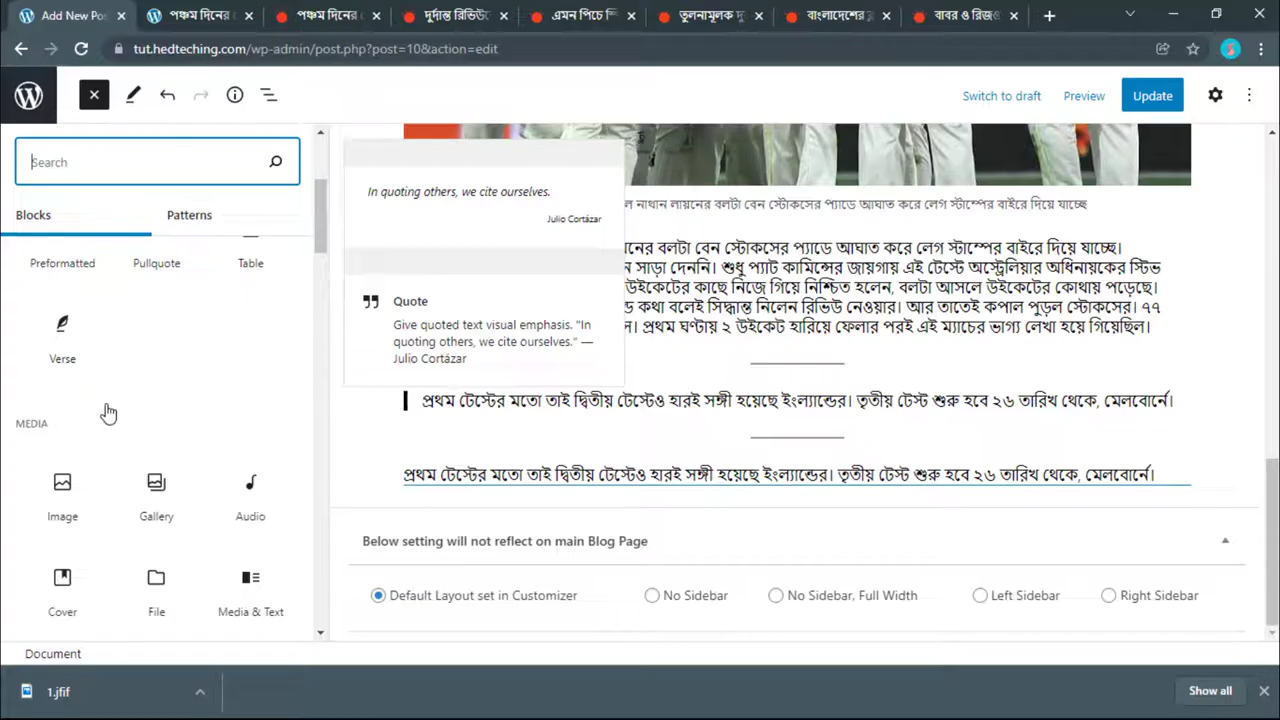 Add New Pos
পঞ্চম দিনের
পঞ্চম দিনের
দুর্দান্ত রিভিউ
এমন পিচে
তুলনামূলক
বাংলাদেশের
বাবর ও রিজ
tut.hedteching.com/wp-admin/post.php?post=10&action=edit
Switch to draft
Preview
Update
Search
Blocks
Patterns
Preformatted
Pullquote
Table
Verse
MEDIA
Image
Gallery
Audio
Cover
File
Media & Text
In quoting others, we cite ourselves.
Julio Cortázar
Quote
Give quoted text visual emphasis. "In
quoting others, we cite ourselves." —
Julio Cortázar
ল নাথান লায়নের বলটা বেন স্টোকসের প্যাডে আঘাত করে লেগ স্টাম্পের বাইরে দিয়ে যাচ্ছে
নের বলটা বেন স্টোকসের প্যাডে আঘাত করে লেগ স্টাম্পের বাইরে দিয়ে যাচ্ছে।
ন সাড়া দেননি। শুধু প্যাট কামিন্সের জায়গায় এই টেস্টে অস্ট্রেলিয়ার অধিনায়কের স্টিভ
উইকেটের কাছে নিজে গিয়ে নিশ্চিত হলেন, বলটা আসলে উইকেটের কোথায় পড়েছে।
ড কথা বলেই সিদ্ধান্ত নিলেন রিভিউ নেওয়ার। আর তাতেই কপাল পুড়ল স্টোকসের। ৭৭
স। প্রথম ঘণ্টায় ২ উইকেট হারিয়ে ফেলার পরই এই ম্যাচের ভাগ্য লেখা হয়ে গিয়েছিল।
প্রথম টেস্টের মতো তাই দ্বিতীয় টেস্টেও হারই সঙ্গী হয়েছে ইংল্যান্ডের। তৃতীয় টেস্ট শুরু হবে ২৬ তারিখ থেকে, মেলবোর্নে।
প্রথম টেস্টের মতো তাই দ্বিতীয় টেস্টেও হারই সঙ্গী হয়েছে ইংল্যান্ডের। তৃতীয় টেস্ট শুরু হবে ২৬ তারিখ থেকে, মেলবোর্নে।
Below setting will not reflect on main Blog Page
Default Layout set in Customizer
No Sidebar
No Sidebar, Full Width
Left Sidebar
Right Sidebar
Document
1.jfif
Show all